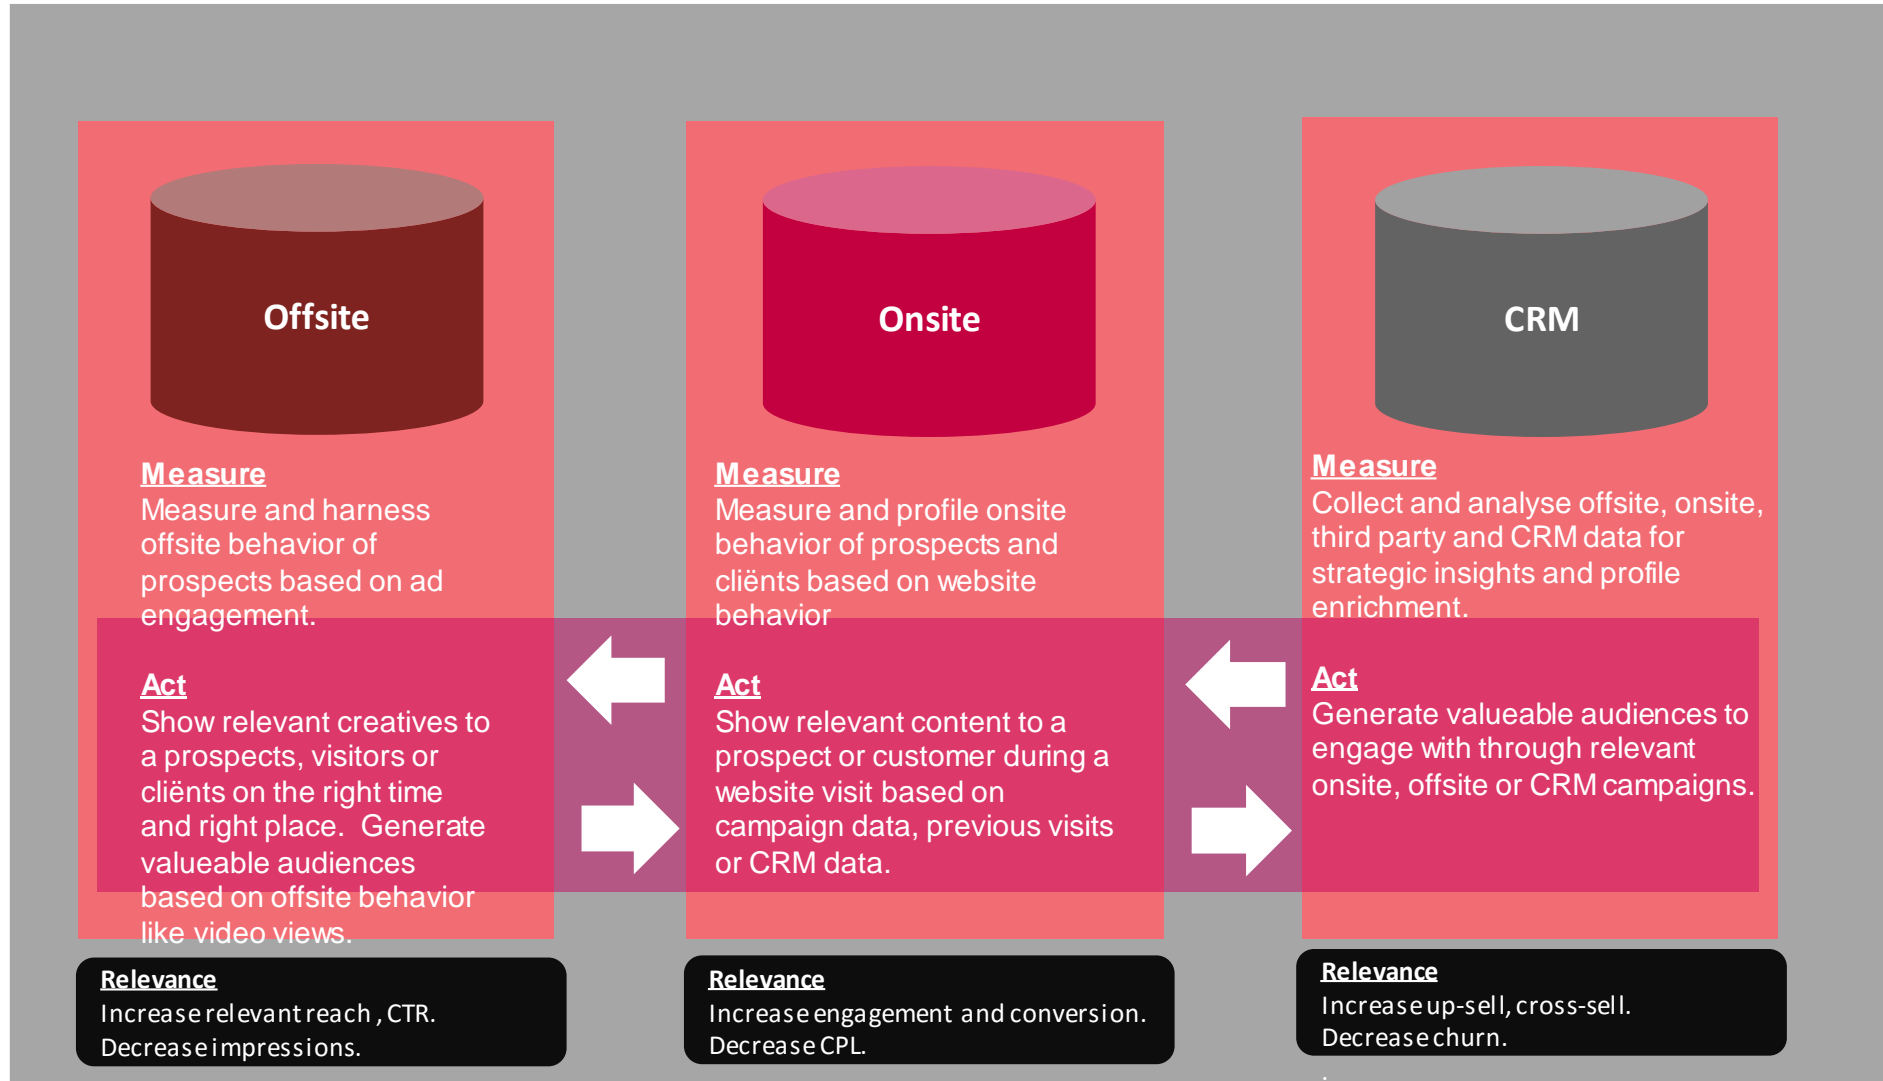 Offsite
Measure
Measure and harness
offsite behavior of
prospects based on ad
engagement.
Act
Show relevant creatives to
a prospects, visitors or
cliënts on the right time
and right place. Generate
valueable audiences
based on offsite behavior
like video views.
Relevance
Increase relevant reach , CTR.
Decrease impressions.
Onsite
Measure
Measure and profile onsite
behavior of prospects and
cliënts based on website
behavior
Act
Show relevant content to a
prospect or customer during a
website visit based on
campaign data, previous visits
or CRM data.
Relevance
Increase engagement and conversion.
Decrease CPL.
CRM
Measure
Collect and analyse offsite, onsite,
third party and CRM data for
strategic insights and profile
enrichment.
Act
Generate valueable audiences to
engage with through relevant
onsite, offsite or CRM campaigns.
Relevance
Increase up-sell, cross-sell.
Decrease churn.
.